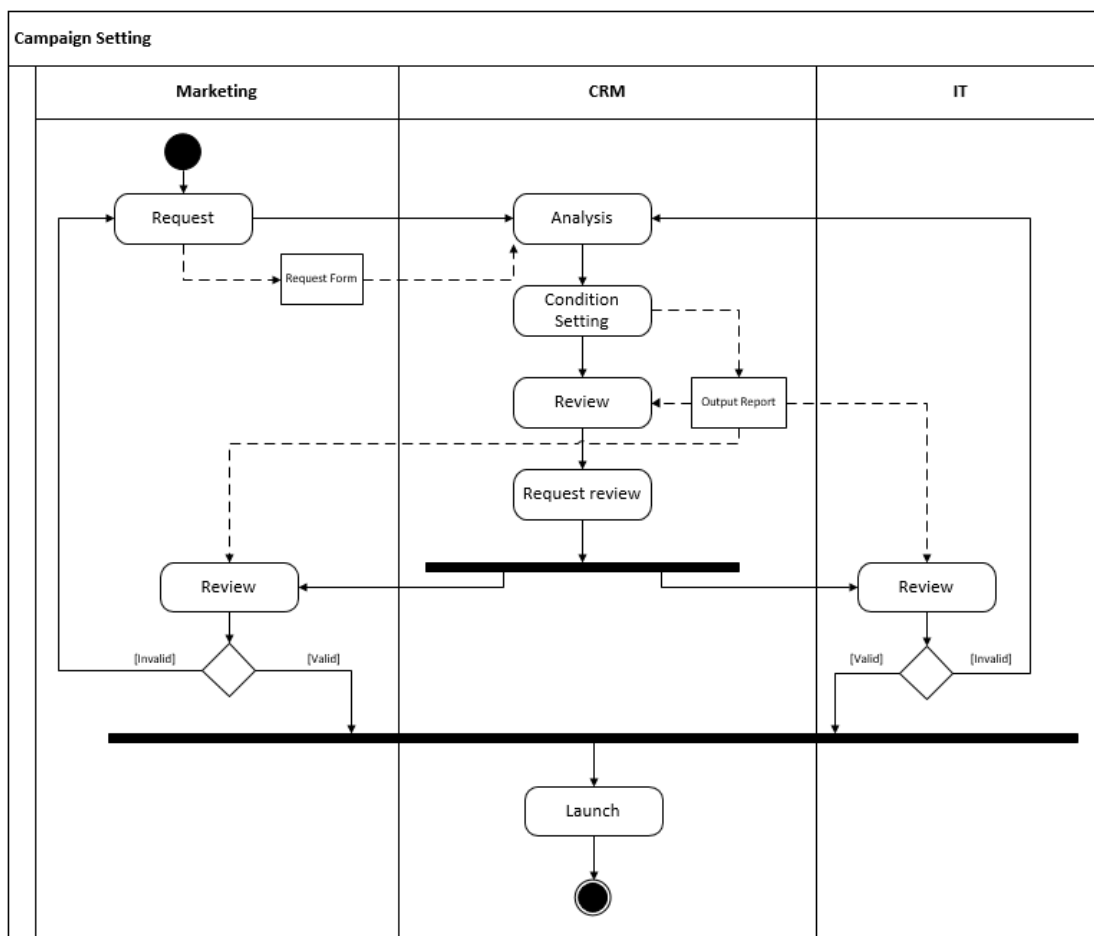 Campaign Setting
Marketing
CRM
IT
Request
Analysis
Request Form
Condition
Setting
Review
Output Report
Request review
Review
Review
[Invalid]
[Valid]
[Valid]
[Invalid]
Launch